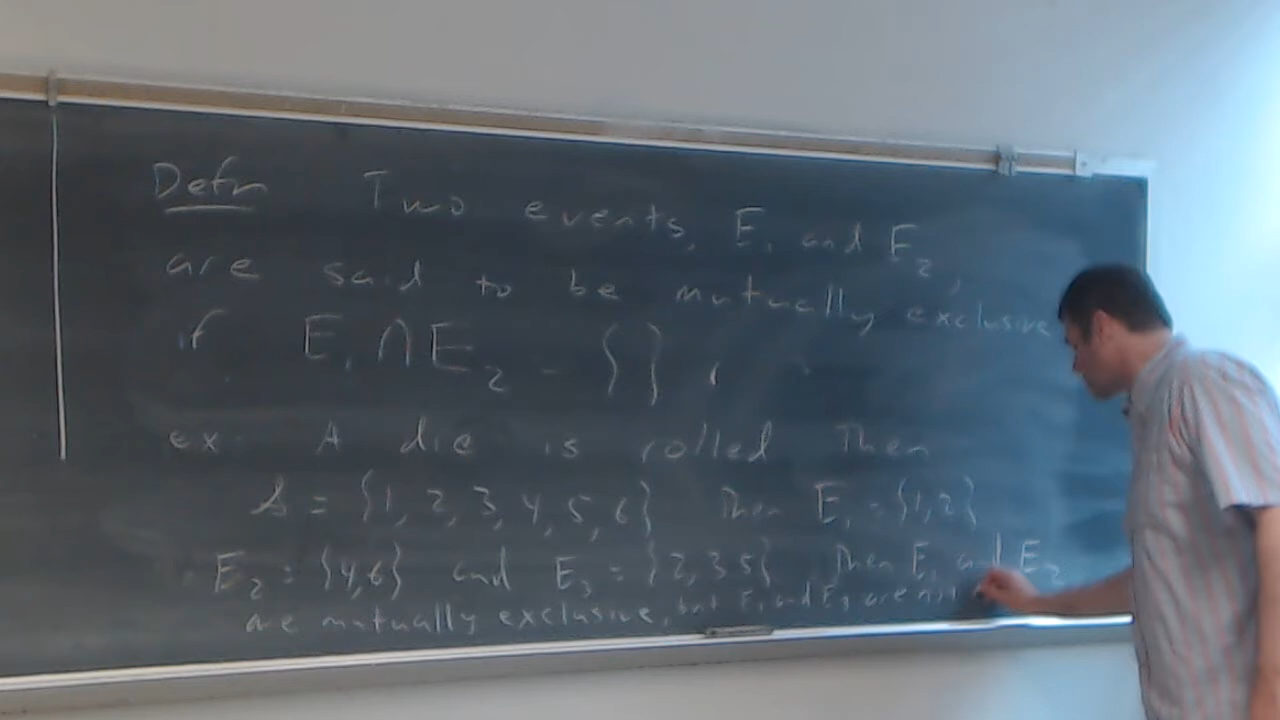 Defn Two events, E₁ and E₂,
are said to be mutually exclusive
if E₁ ∩ E₂ = { },
ex. A die is rolled Then
S = {1, 2, 3, 4, 5, 6} Then E₁ = {1, 2}
E₂ = {4, 6} and E₃ = {2, 3 5} Then E₁ and E₂
are mutually exclusive, but E₁ and E₃ are not